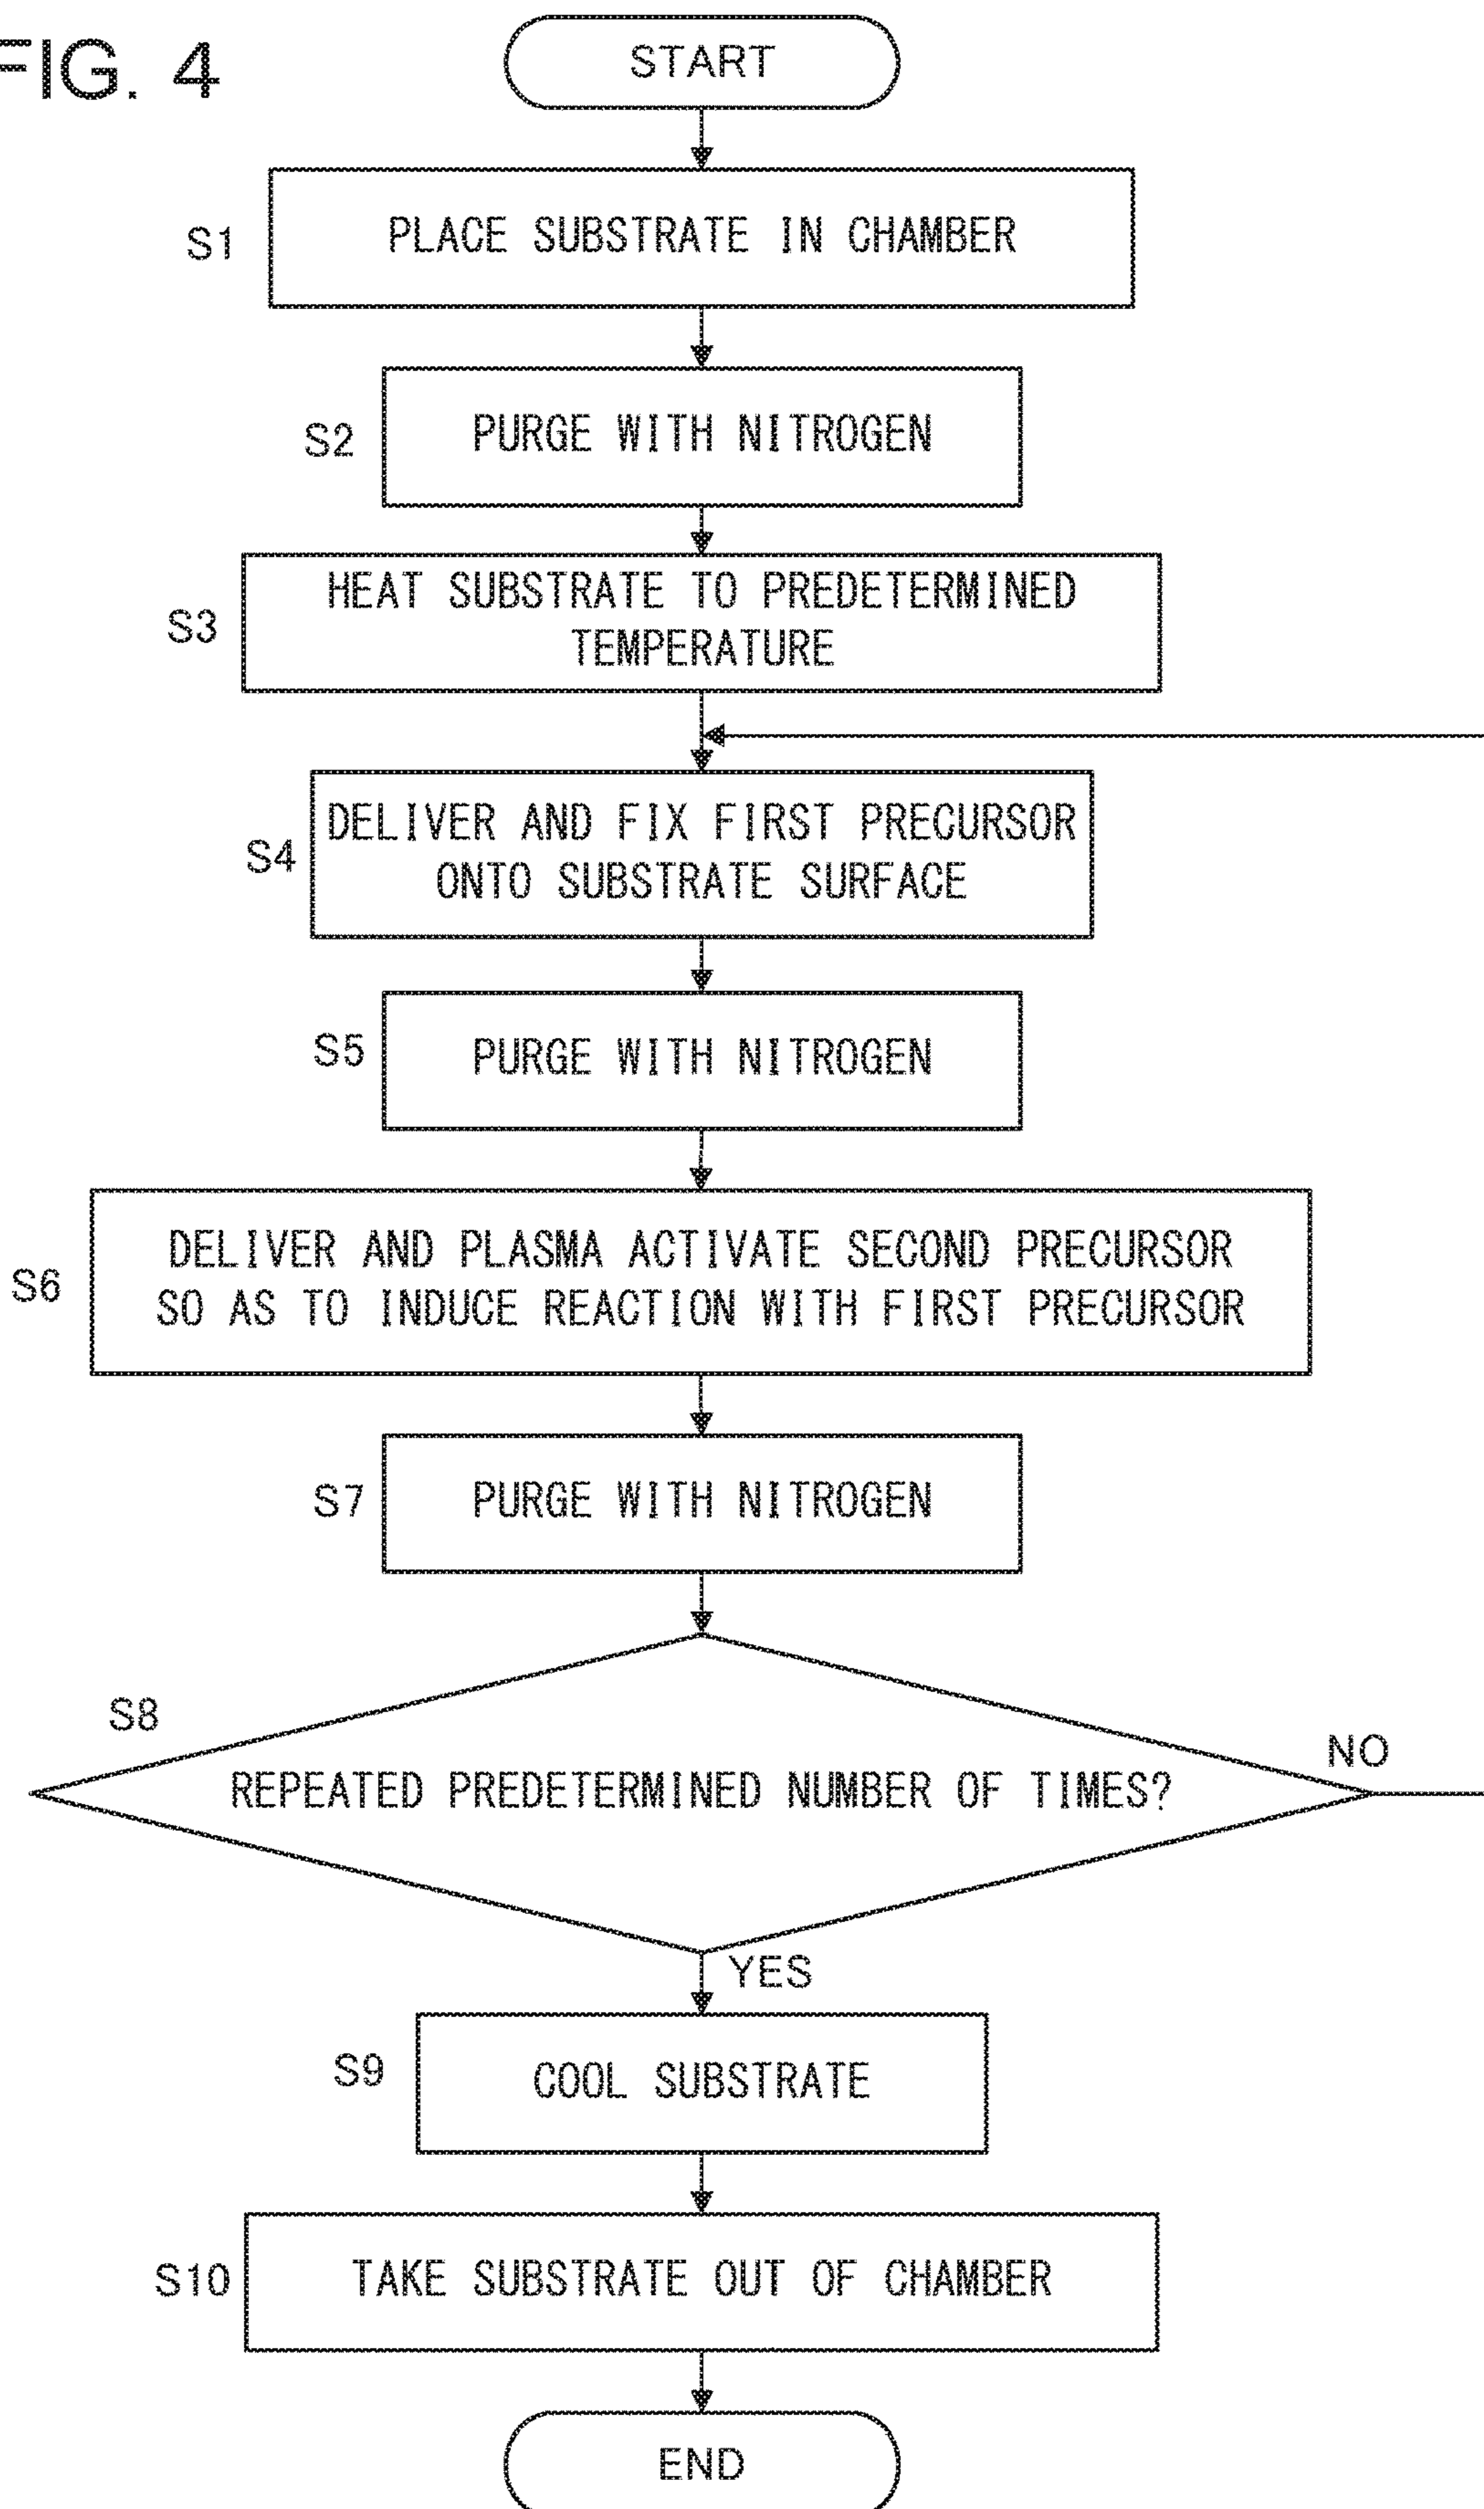 FIG. 4
START
S1
PLACE SUBSTRATE IN CHAMBER
S2
PURGE WITH NITROGEN
S3
HEAT SUBSTRATE TO PREDETERMINED
TEMPERATURE
S4
DELIVER AND FIX FIRST PRECURSOR
ONTO SUBSTRATE SURFACE
S5
PURGE WITH NITROGEN
S6
DELIVER AND PLASMA ACTIVATE SECOND PRECURSOR
SO AS TO INDUCE REACTION WITH FIRST PRECURSOR
S7
PURGE WITH NITROGEN
S8
REPEATED PREDETERMINED NUMBER OF TIMES?
NO
YES
S9
COOL SUBSTRATE
S10
TAKE SUBSTRATE OUT OF CHAMBER
END